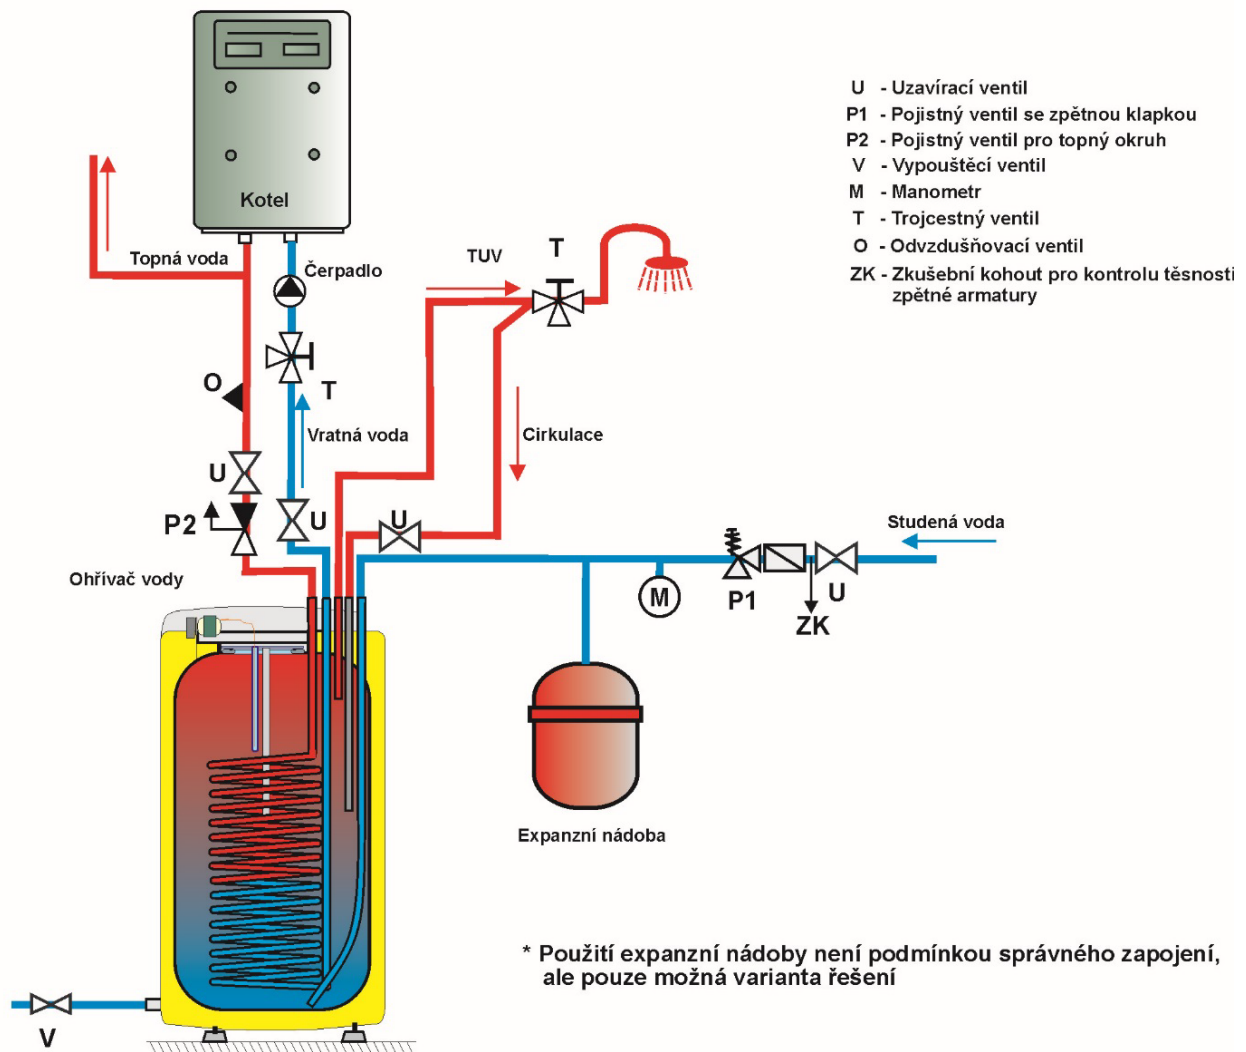 Kotel
Topná voda
Čerpadlo
TUV
T
O
T
Vratná voda
Cirkulace
U
P2
U
U
Studená voda
Ohřívač vody
M
P1
U
ZK
Expanzní nádoba
V
U - Uzavírací ventil
P1 - Pojistný ventil se zpětnou klapkou
P2 - Pojistný ventil pro topný okruh
V - Vypouštěcí ventil
M - Manometr
T - Trojcestný ventil
O - Odvzdušňovací ventil
ZK - Zkušební kohout pro kontrolu těsnosti
zpětné armatury
* Použití expanzní nádoby není podmínkou správného zapojení,
ale pouze možná varianta řešení